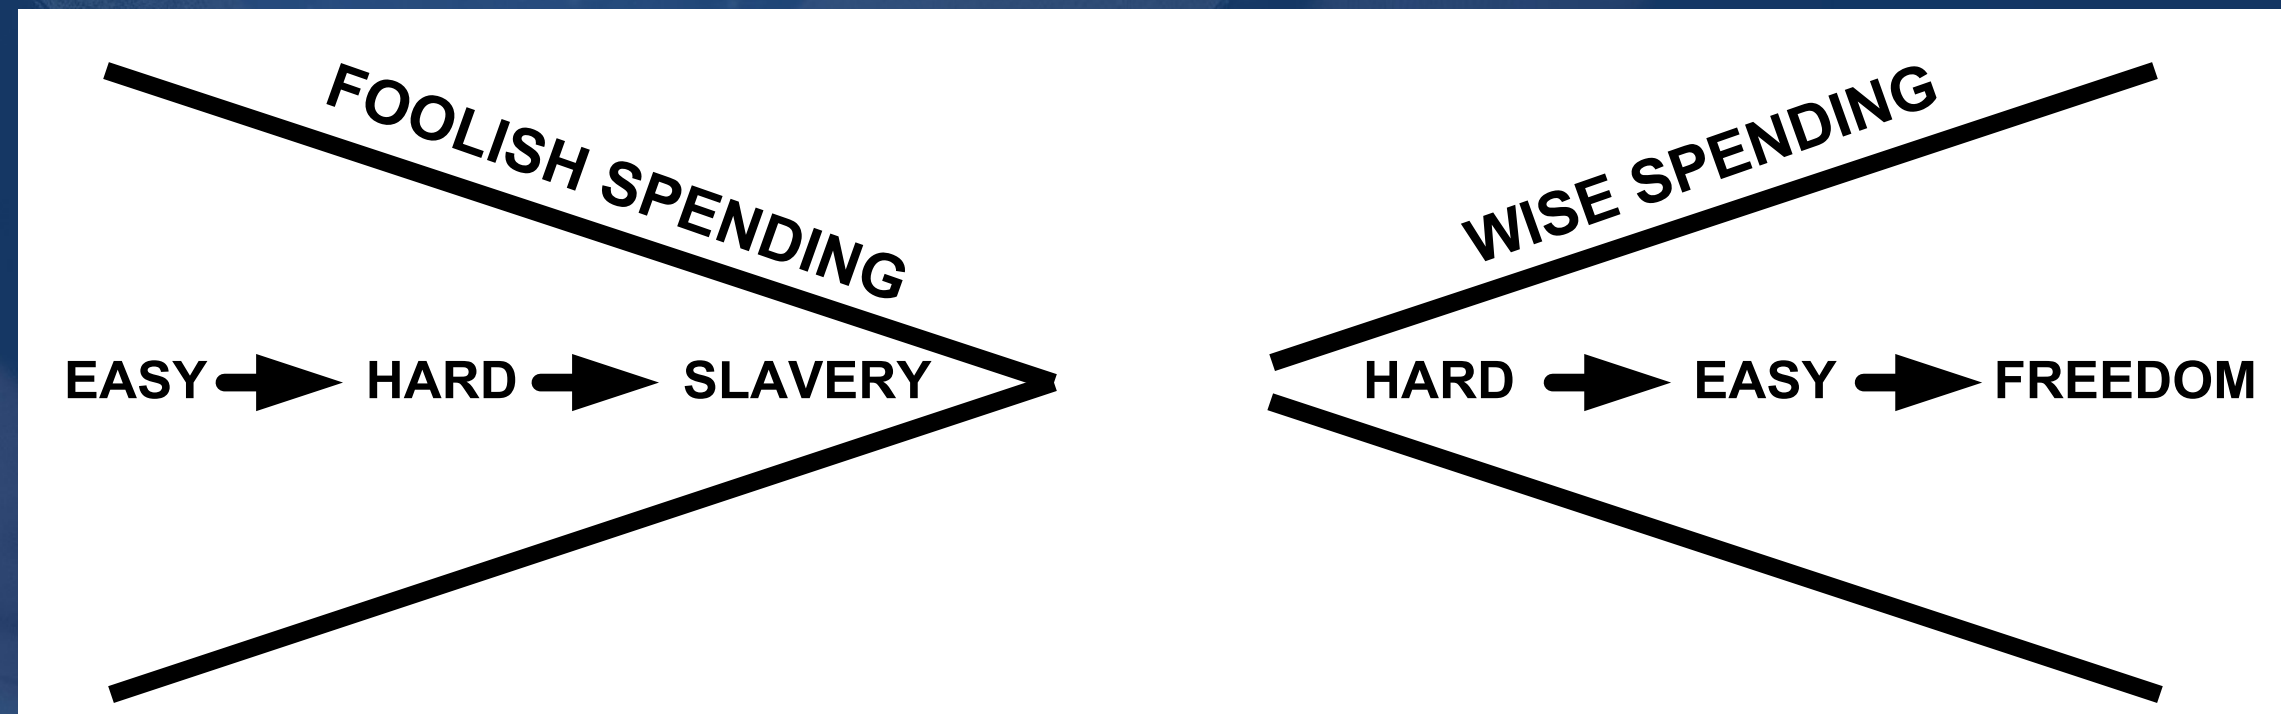 FOOLISH SPENDING
EASY HARD SLAVERY
WISE SPENDING
HARD EASY FREEDOM